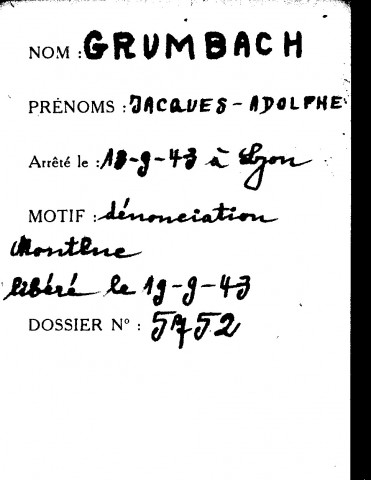 NOM : GRUMBACH
PRÉNOMS : JACQUES-ADOLPHE
Arrêté le : 18-9-43 à Lyon
MOTIF : dénonciation
Montluc
libéré le 19-9-43
DOSSIER N° : 5752